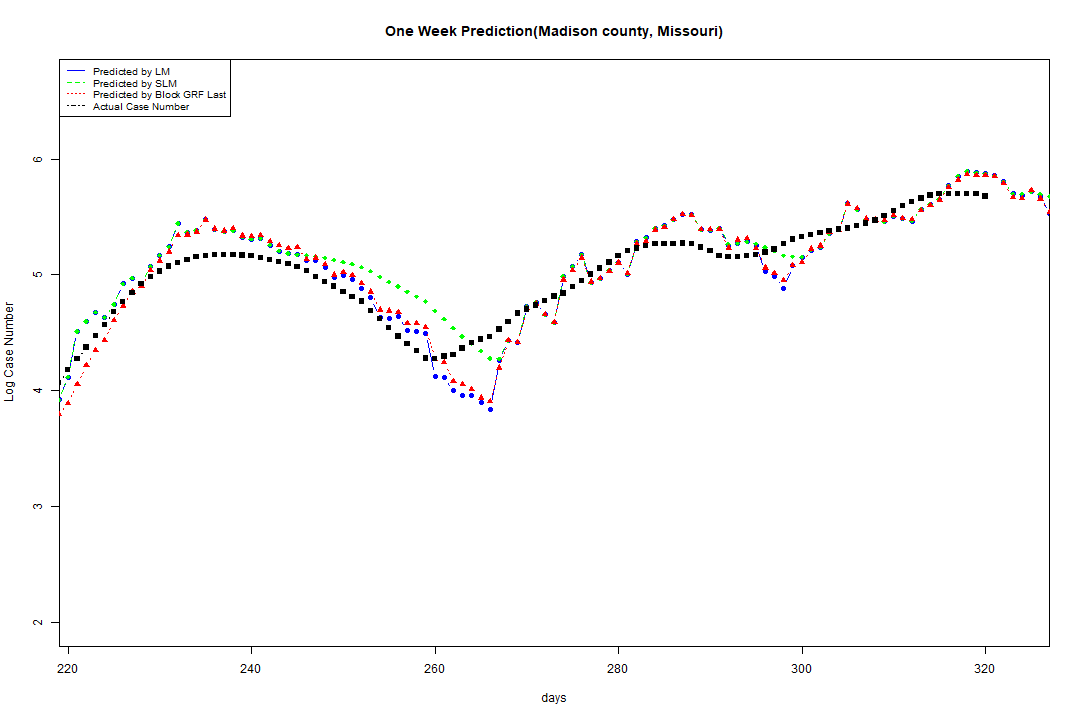 One Week Prediction(Madison county, Missouri)
Predicted by LM
Predicted by SLM
Predicted by Block GRF Last
Actual Case Number
6
5
4
3
2
Log Case Number
220 240 260 280 300 320
days